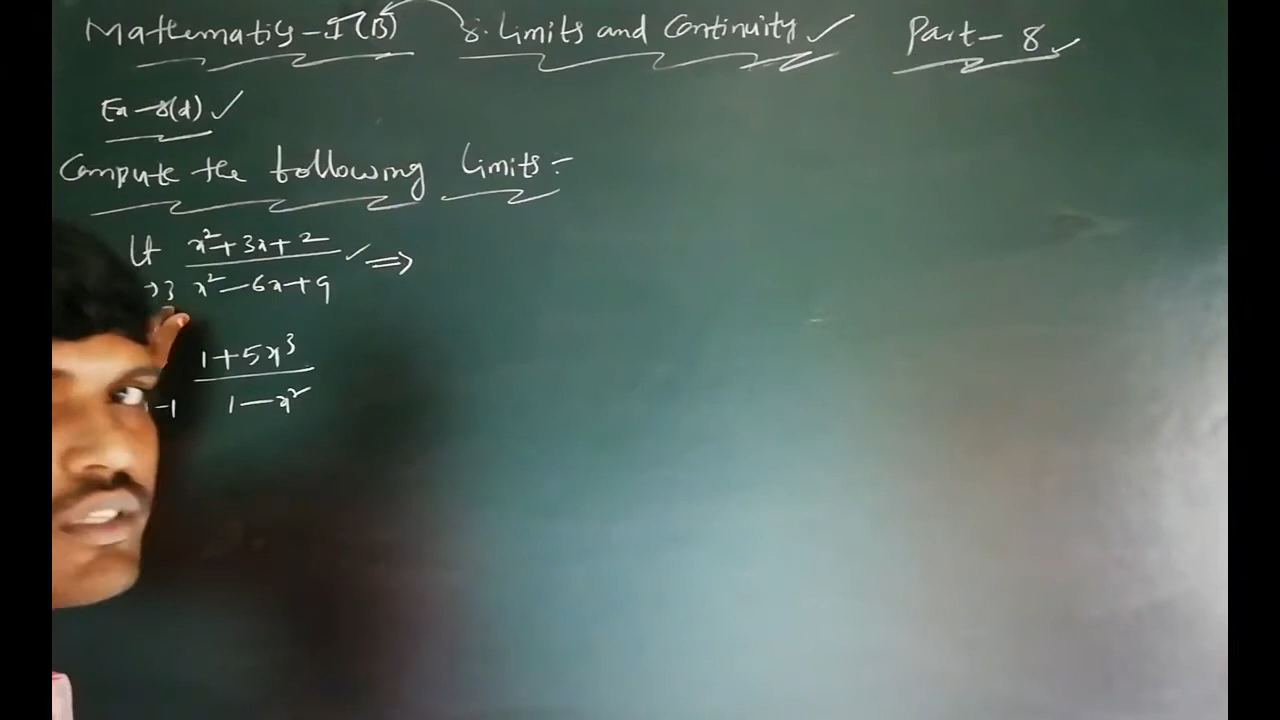 Mathematics-I(B) 8. Limits and Continuity ✓ Part-8 ✓
Ex-8(d) ✓
Compute the following Limits:-
Lt x²+3x+2 ✓ ⇒
→3 x²-6x+9
1+5x³
-1 1-x²